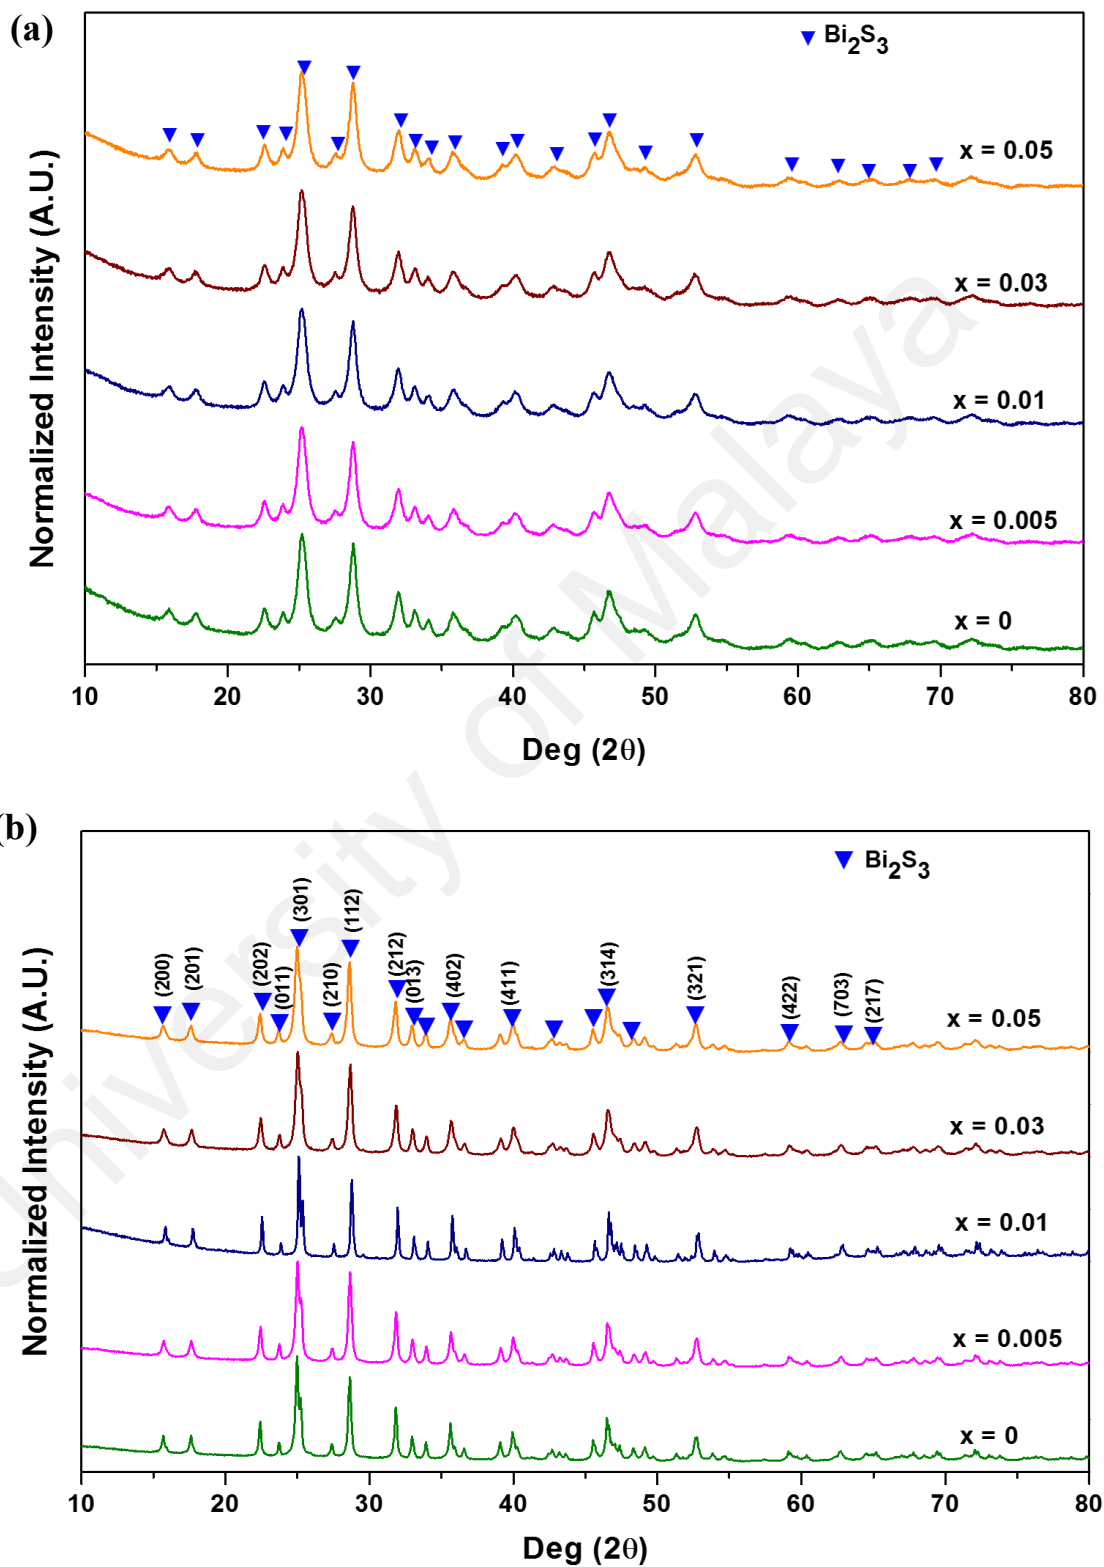 (a)
Bi2S3
x = 0.05
x = 0.03
x = 0.01
x = 0.005
x = 0
Normalized Intensity (A.U.)
10 20 30 40 50 60 70 80
Deg (2θ)
(b)
Bi2S3
(200) (201) (202) (011) (301) (210) (112) (212) (013) (402) (411) (314) (321) (422) (703) (217)
x = 0.05
x = 0.03
x = 0.01
x = 0.005
x = 0
Normalized Intensity (A.U.)
10 20 30 40 50 60 70 80
Deg (2θ)
University of Malaya